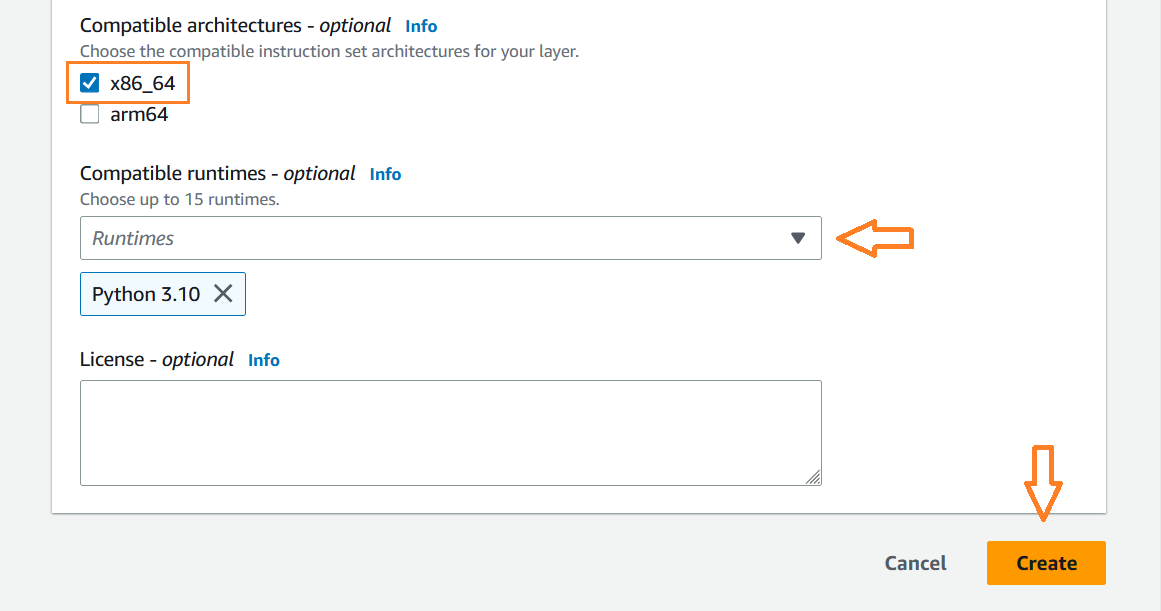 Compatible architectures - optional Info
Choose the compatible instruction set architectures for your layer.
x86_64
arm64
Compatible runtimes - optional Info
Choose up to 15 runtimes.
Runtimes
Python 3.10
License - optional Info
Cancel Create